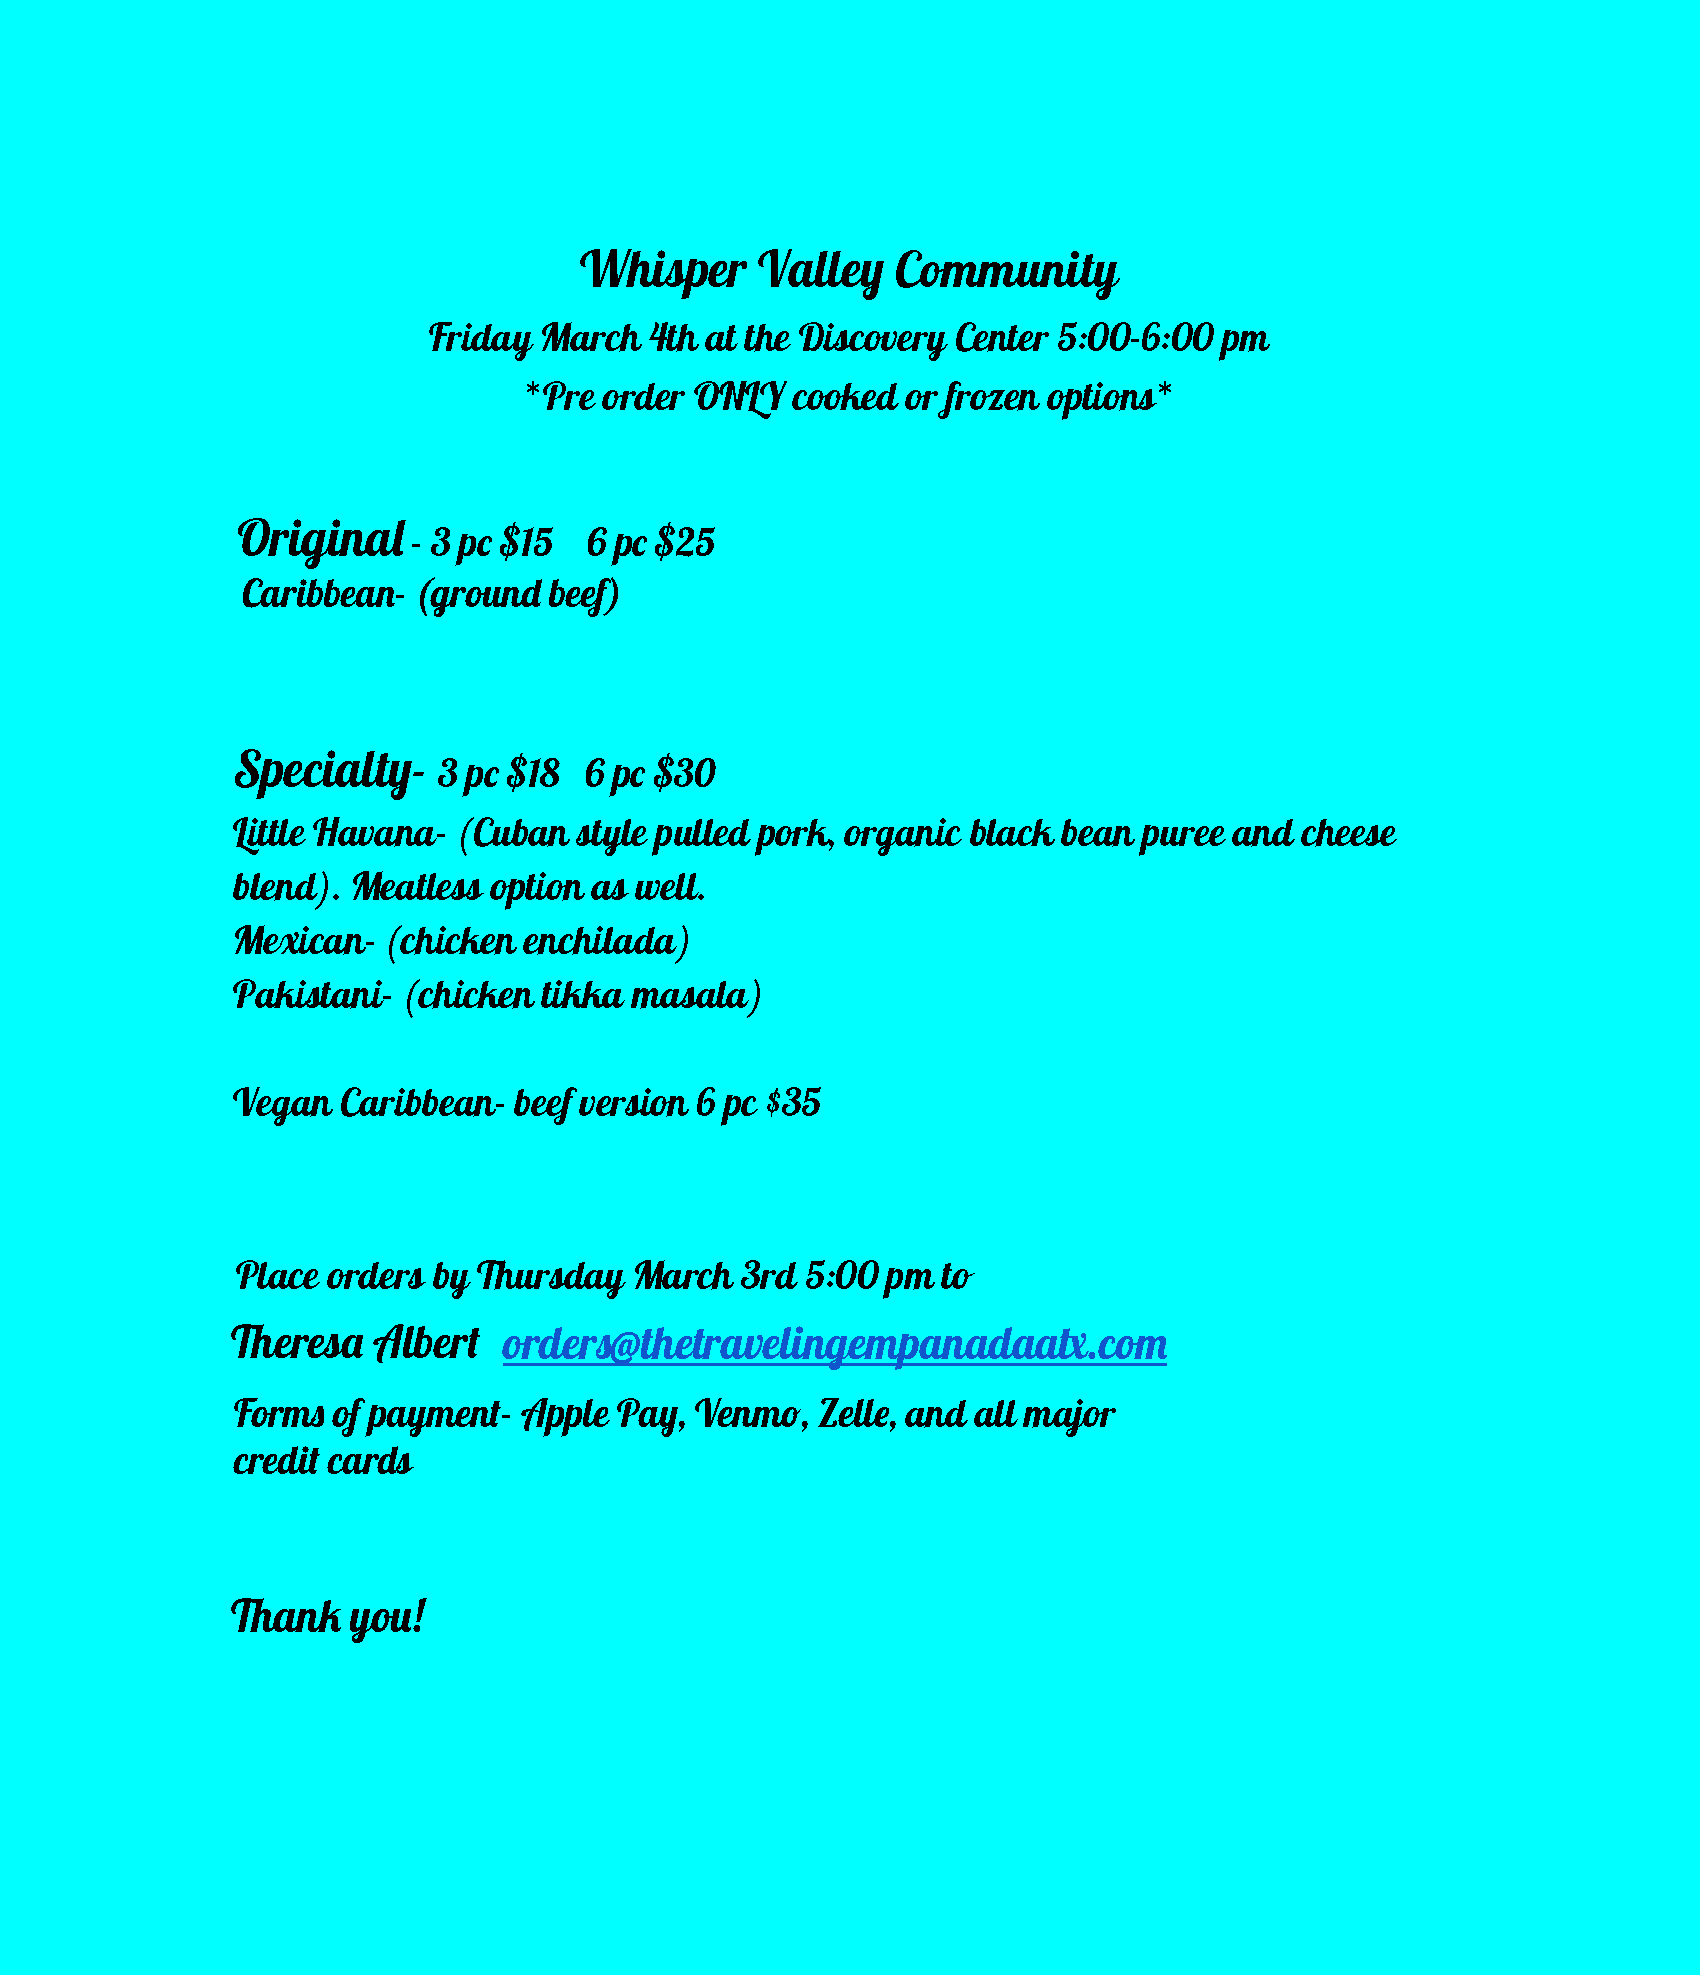 Whisper Valley Community
Friday March 4th at the Discovery Center 5:00-6:00 pm
*Pre order ONLY cooked or frozen options*
Original - 3 pc $15 6 pc $25
Caribbean- (ground beef)
Specialty- 3 pc $18 6 pc $30
Little Havana- (Cuban style pulled pork, organic black bean puree and cheese
blend). Meatless option as well.
Mexican- (chicken enchilada)
Pakistani- (chicken tikka masala)
Vegan Caribbean- beef version 6 pc $35
Place orders by Thursday March 3rd 5:00 pm to
Theresa Albert orders@thetravelingempanadaatx.com
Forms of payment- Apple Pay, Venmo, Zelle, and all major
credit cards
Thank you!